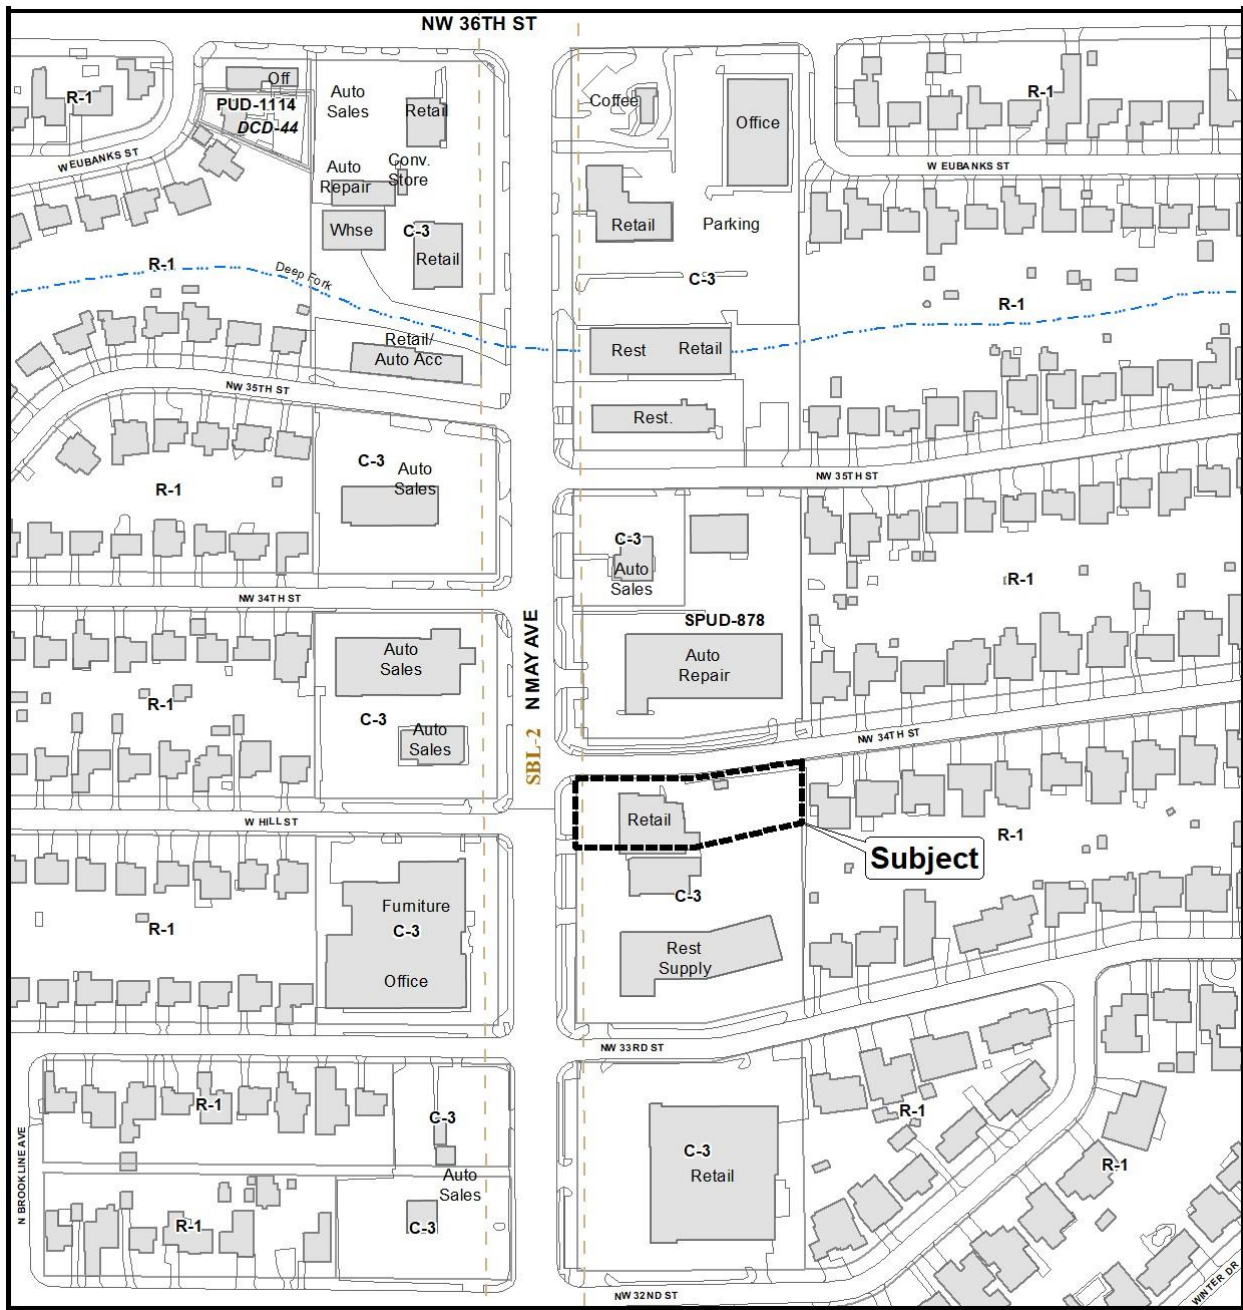 NW 36TH ST
Off
R-1
PUD-1114
DCD-44
Auto
Sales
Retail
Coffee
Office
R-1
W EUBANKS ST
Auto
Repair
Conv.
Store
W EUBANKS ST
Whse
C-3
Retail
Retail
Parking
R-1
Deep Fork
C-3
R-1
Retail/
Auto Acc
Rest
Retail
NW 35TH ST
Rest.
C-3
Auto
Sales
NW 35TH ST
R-1
C-3
Auto
Sales
R-1
NW 34TH ST
SPUD-878
Auto
Sales
Auto
Repair
N MAY AVE
SBL-2
R-1
C-3
Auto
Sales
NW 34TH ST
W HILL ST
Retail
R-1
Subject
C-3
Furniture
C-3
Office
R-1
Rest
Supply
NW 33RD ST
R-1
C-3
R-1
C-3
Retail
R-1
Auto
Sales
N BROOKLINE AVE
R-1
C-3
WINTER DR
NW 32ND ST